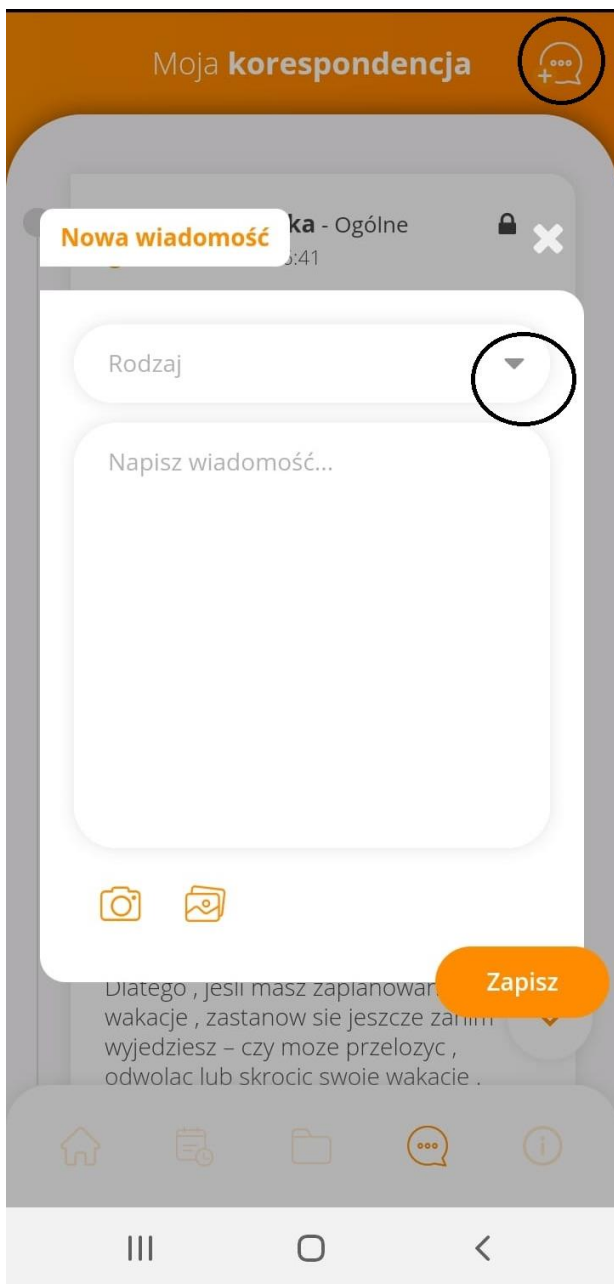 Moja korespondencja
ka - Ogólne
Nowa wiadomość
:41
Rodzaj
Napisz wiadomość...
Zapisz
Dlatego , jesli masz zaplanowan
wakacje , zastanow sie jeszcze zanim
wyjedziesz – czy moze przelozyc ,
odwolac lub skrocic swoje wakacje .